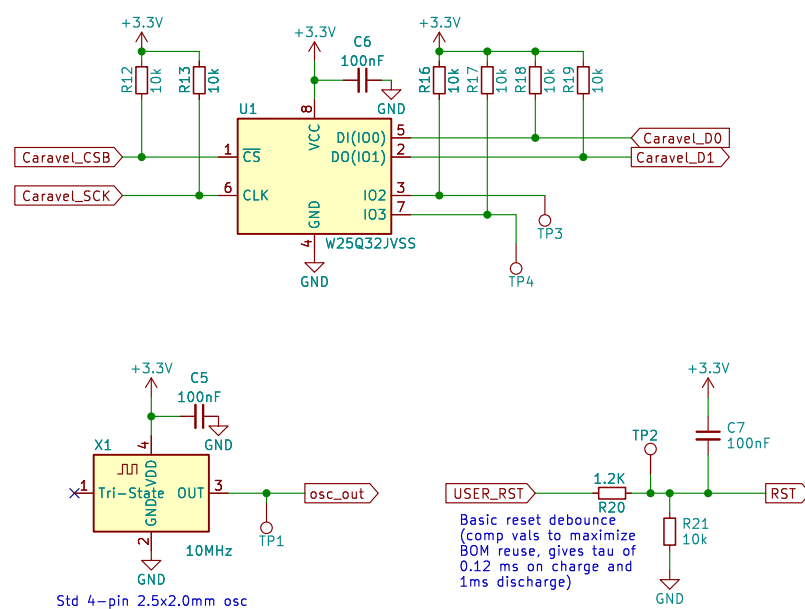 +3.3V
+3.3V
+3.3V
C6
100nF
GND
R12
10k
R13
10k
R16
10k
R17
10k
R18
10k
R19
10k
U1
8
VCC
DI(IO0)
5
Caravel_D0
Caravel_CSB
1
CS
DO(IO1)
2
Caravel_D1
Caravel_SCK
6
CLK
IO2
3
IO3
7
GND
4
W25Q32JVSS
TP3
TP4
GND
+3.3V
C5
100nF
GND
X1
4
VDD
1
Tri-State
OUT
3
osc_out
GND
2
TP1
10MHz
GND
Std 4-pin 2.5x2.0mm osc
+3.3V
C7
100nF
TP2
USER_RST
1.2K
R20
RST
R21
10k
GND
Basic reset debounce
(comp vals to maximize
BOM reuse, gives tau of
0.12 ms on charge and
1ms discharge)